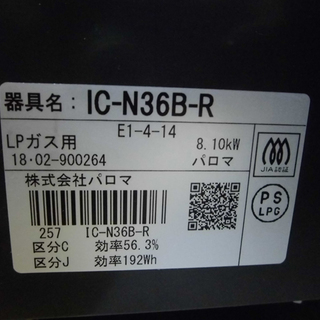 器具名：IC-N36B-R
E1-4-14
LPガス用 8.10kW
18･02-900264 パロマ
JIA認証
株式会社パロマ
PS
LPG
257 IC-N36B-R
区分C 効率56.3%
区分J 効率192Wh